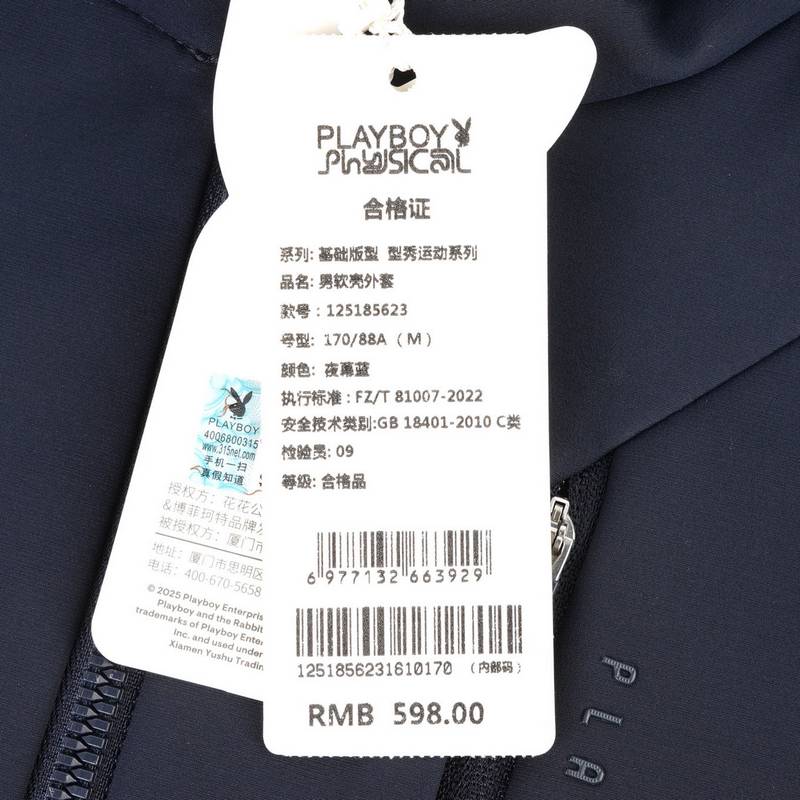 PLAYBOY
PhYSICAL
合格证
系列: 基础版型 型秀运动系列
品名: 男软壳外套
款号: 125185623
号型: 170/88A (M)
颜色: 夜幕蓝
执行标准: FZ/T 81007-2022
安全技术类别:GB 18401-2010 C类
检验员: 09
等级: 合格品
6 977132 663929
1251856231610170 (内部码)
RMB 598.00
PLAYBOY
4006800315
www.315net.com
手机一扫
真假知道
授权方: 花花公
&博菲珂特品牌
被授权方: 厦门
地址: 厦门市思明区
电话: 400-670-5658
© 2025 Playboy Enterpris
Playboy and the Rabbit
trademarks of Playboy Ente
Inc. and used under
Xiamen Yushu Trading
PLA